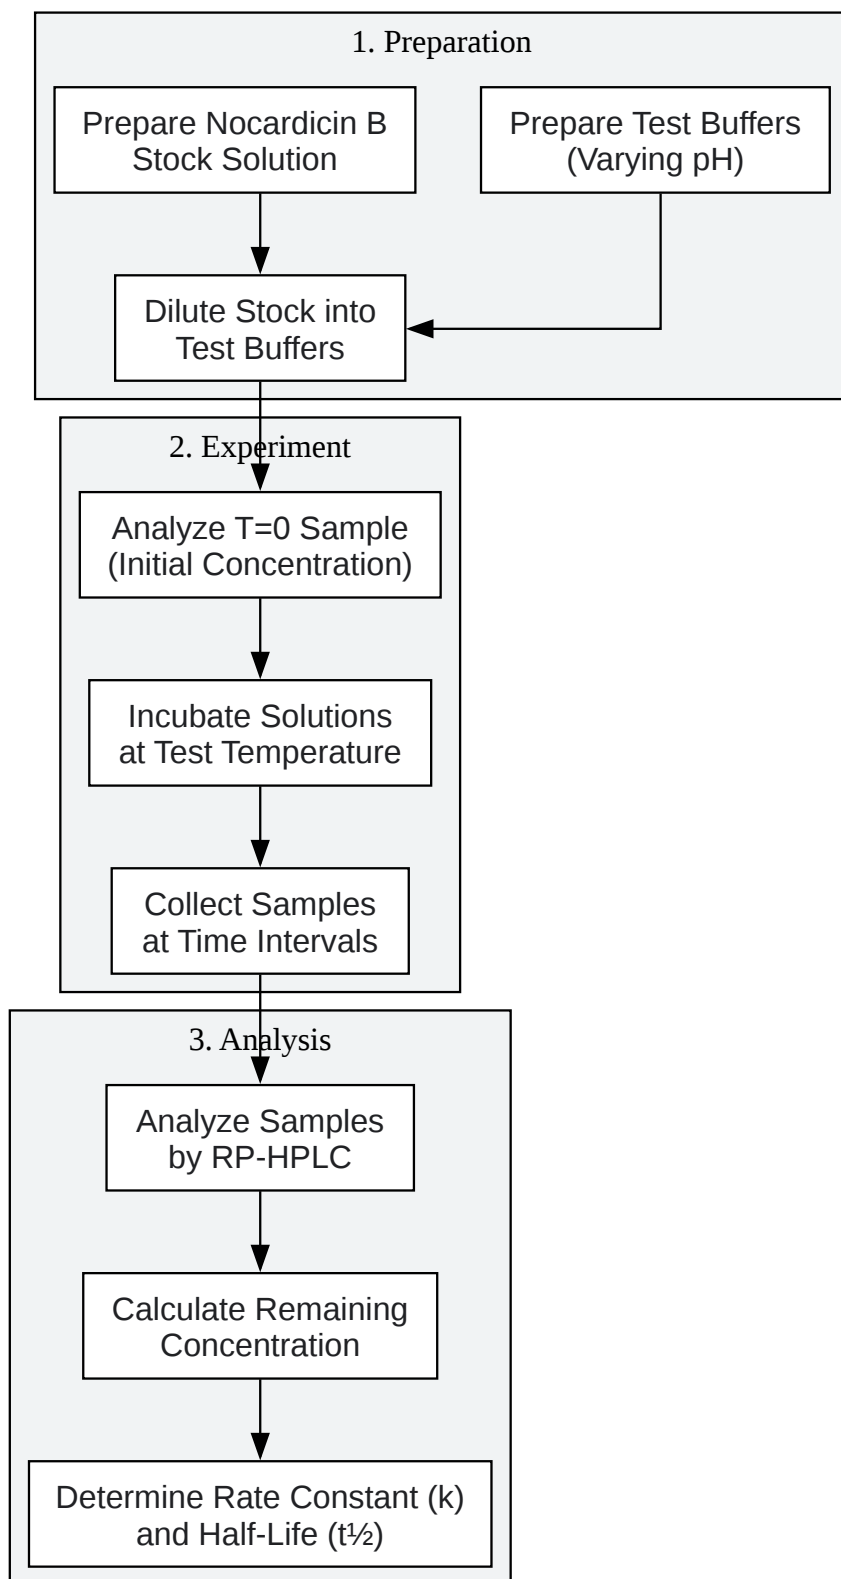 1. Preparation
Prepare Nocardicin B
Stock Solution
Prepare Test Buffers
(Varying pH)
Dilute Stock into
Test Buffers
2. Experiment
Analyze T=0 Sample
(Initial Concentration)
Incubate Solutions
at Test Temperature
Collect Samples
at Time Intervals
3. Analysis
Analyze Samples
by RP-HPLC
Calculate Remaining
Concentration
Determine Rate Constant (k)
and Half-Life (t½)